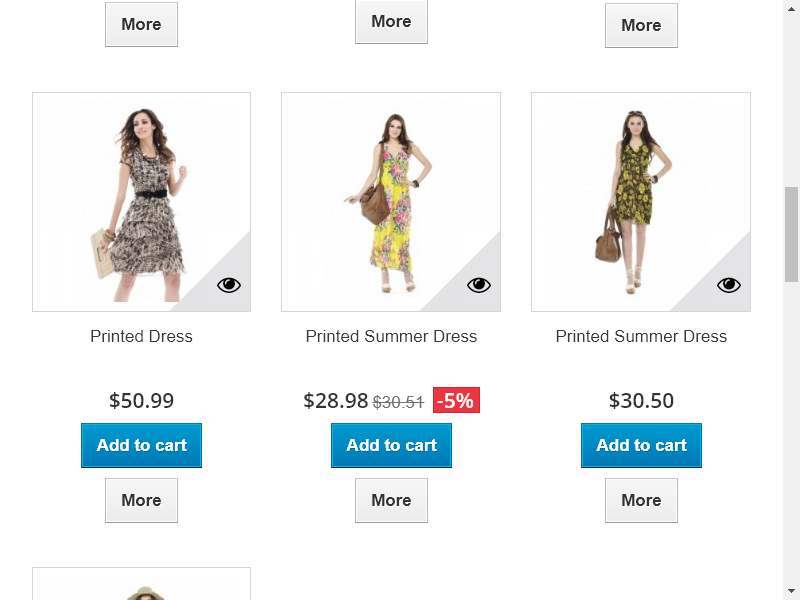 More
More
More
Printed Dress
Printed Summer Dress
Printed Summer Dress
$50.99
$28.98 $30.51 -5%
$30.50
Add to cart
Add to cart
Add to cart
More
More
More